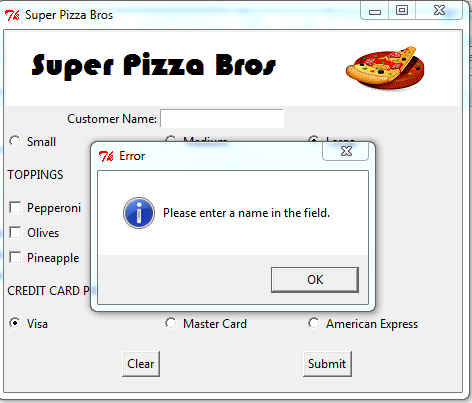 Super Pizza Bros
Super Pizza Bros
Customer Name:
Small Large
Error
TOPPINGS
Please enter a name in the field.
Pepperoni
Olives
Pineapple
OK
CREDIT CARD
Visa Master Card American Express
Clear Submit